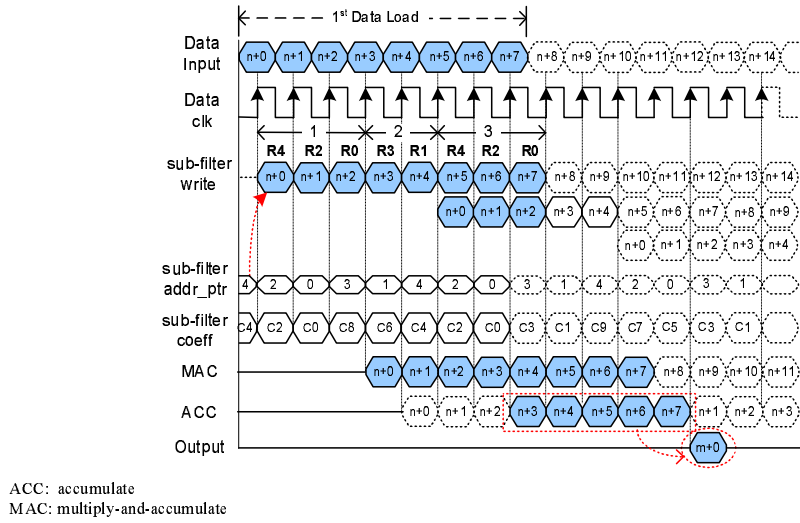 1st Data Load
Data Input n+0 n+1 n+2 n+3 n+4 n+5 n+6 n+7 n+8 n+9 n+10 n+11 n+12 n+13 n+14
Data clk
1 2 3
R4 R2 R0 R3 R1 R4 R2 R0
sub-filter write n+0 n+1 n+2 n+3 n+4 n+5 n+6 n+7 n+8 n+9 n+10 n+11 n+12 n+13 n+14
n+0 n+1 n+2 n+3 n+4 n+5 n+6 n+7 n+8 n+9
n+0 n+1 n+2 n+3 n+4
sub-filter addr_ptr 4 2 0 3 1 4 2 0 3 1 4 2 0 3 1
sub-filter coeff C4 C2 C0 C8 C6 C4 C2 C0 C3 C1 C9 C7 C5 C3 C1
MAC n+0 n+1 n+2 n+3 n+4 n+5 n+6 n+7 n+8 n+9 n+10 n+11
ACC n+0 n+1 n+2 n+3 n+4 n+5 n+6 n+7 n+1 n+2 n+3
Output m+0
ACC: accumulate
MAC: multiply-and-accumulate